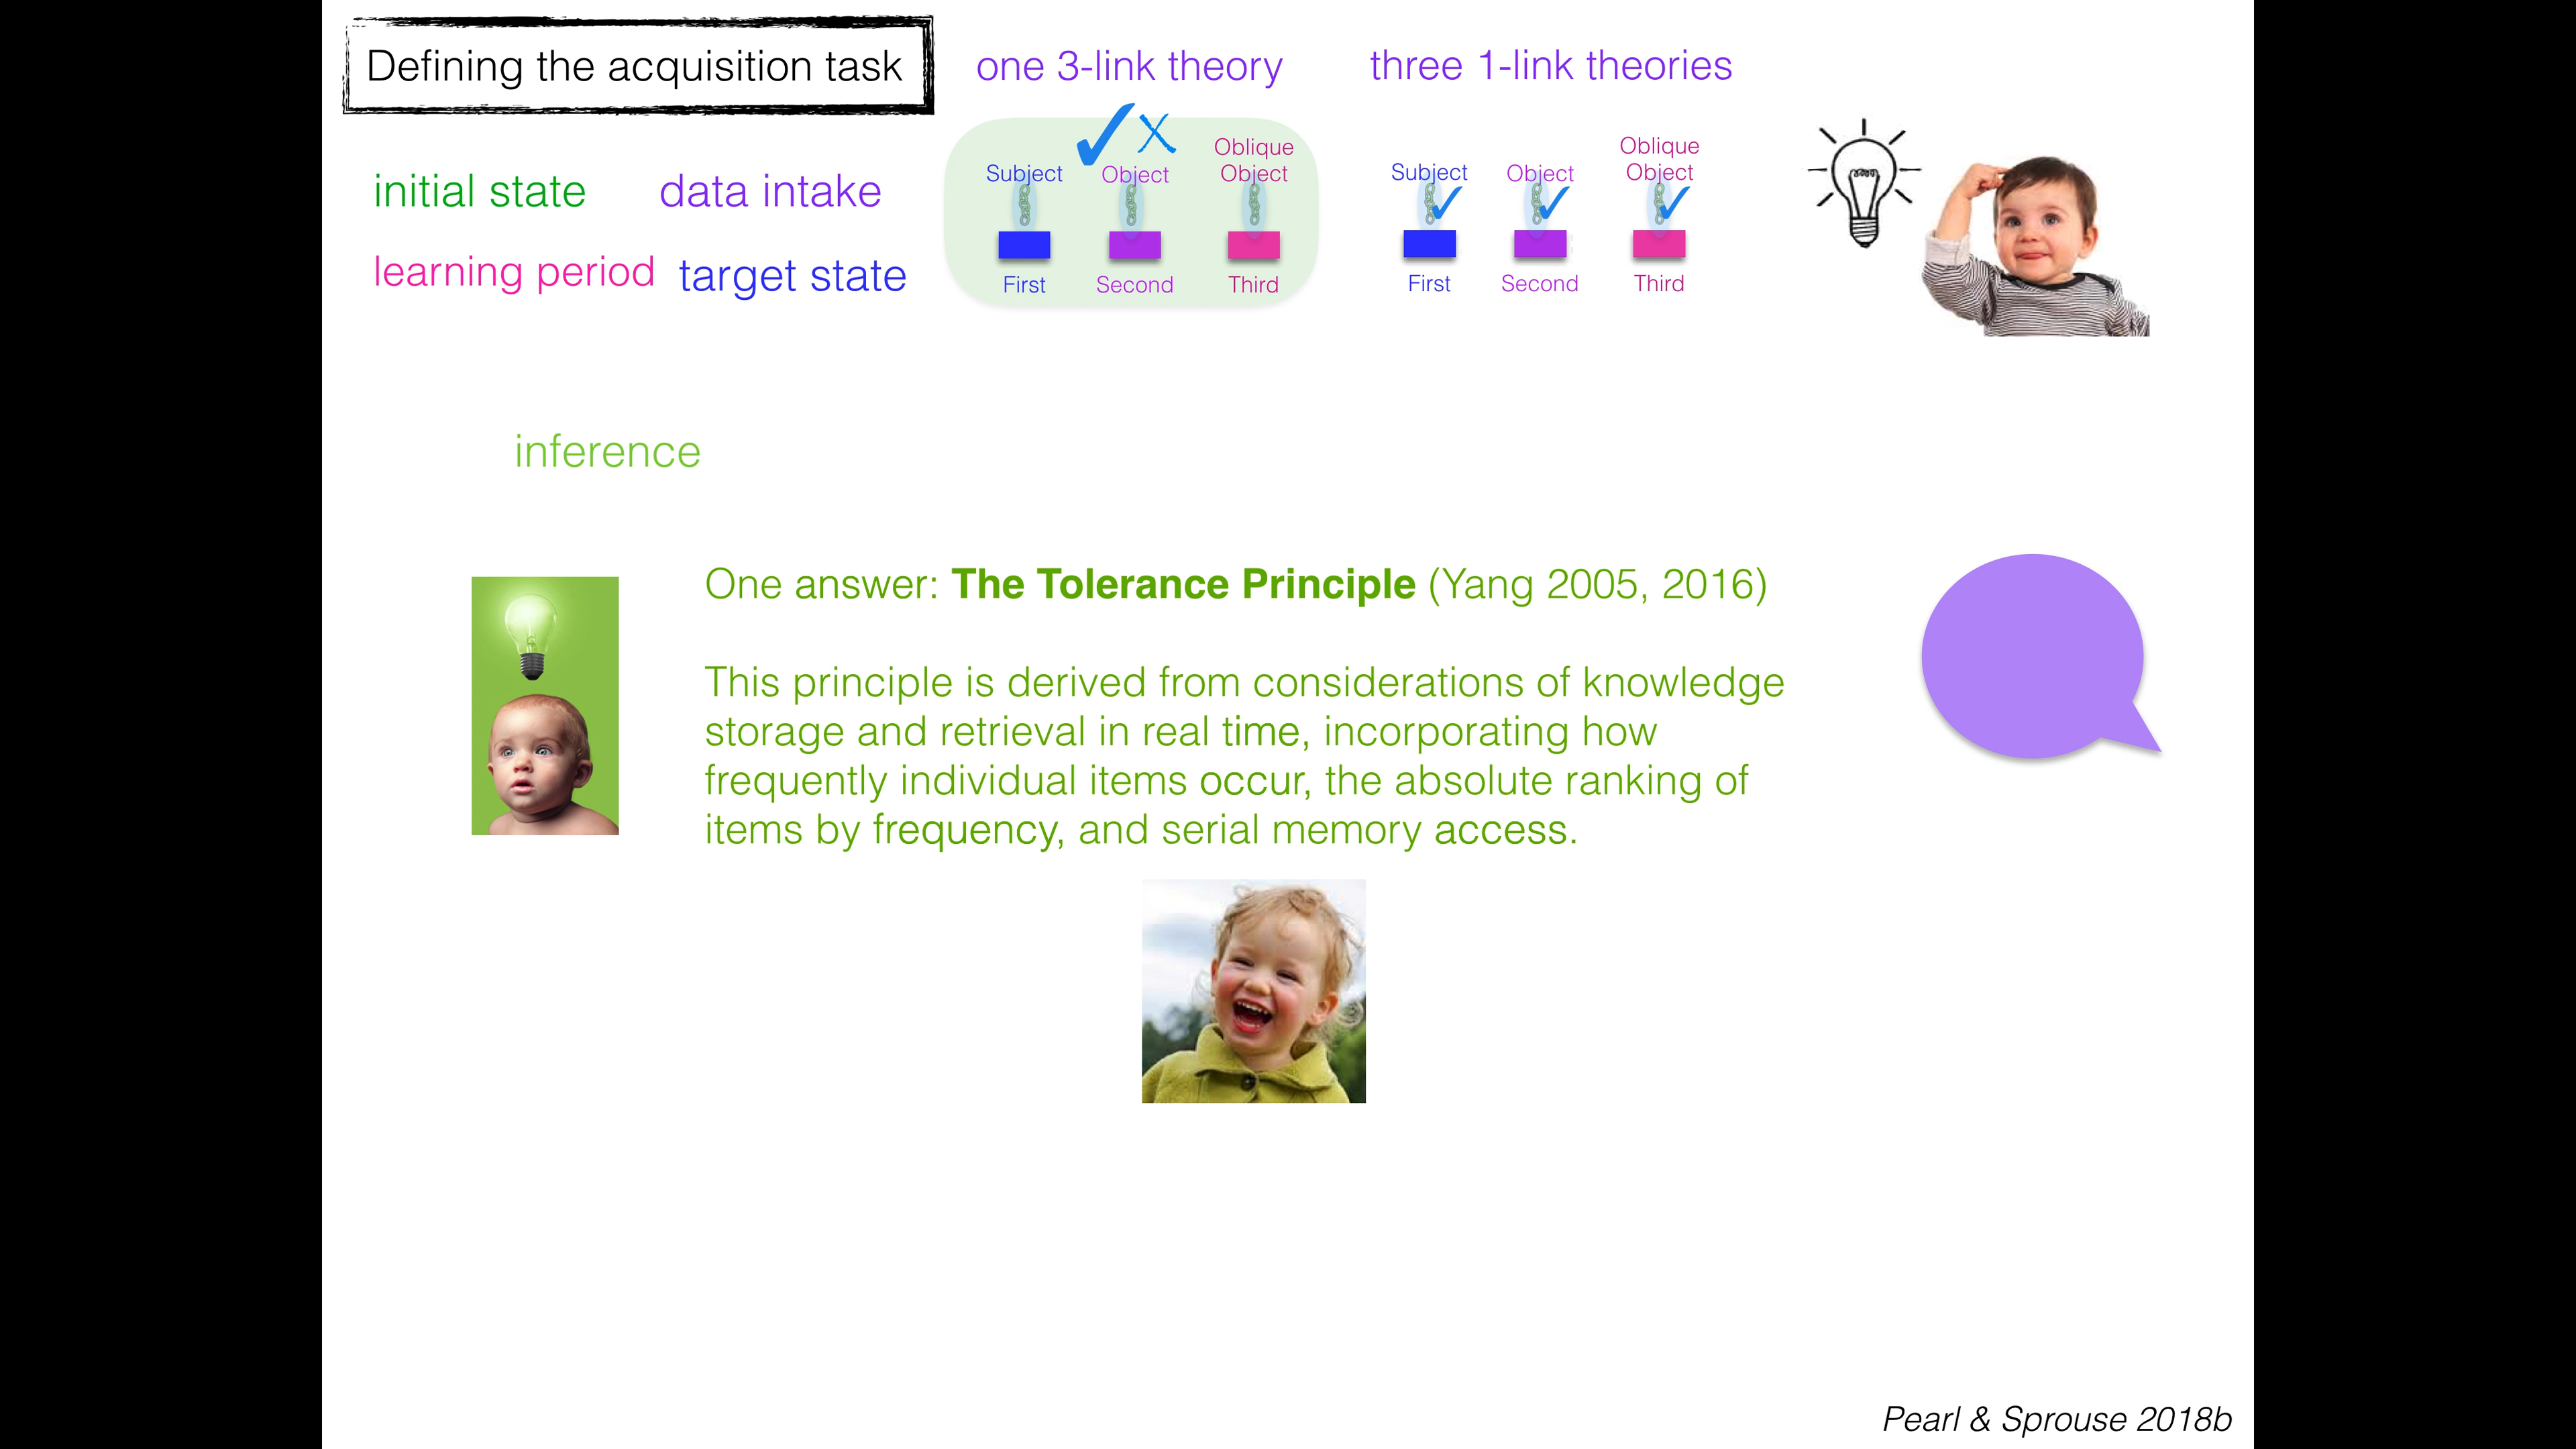 Defining the acquisition task
one 3-link theory
three 1-link theories
initial state
data intake
learning period
target state
Subject
Object
Oblique
Object
First
Second
Third
Subject
Object
Oblique
Object
First
Second
Third
inference
One answer: The Tolerance Principle (Yang 2005, 2016)
This principle is derived from considerations of knowledge
storage and retrieval in real time, incorporating how
frequently individual items occur, the absolute ranking of
items by frequency, and serial memory access.
Pearl & Sprouse 2018b